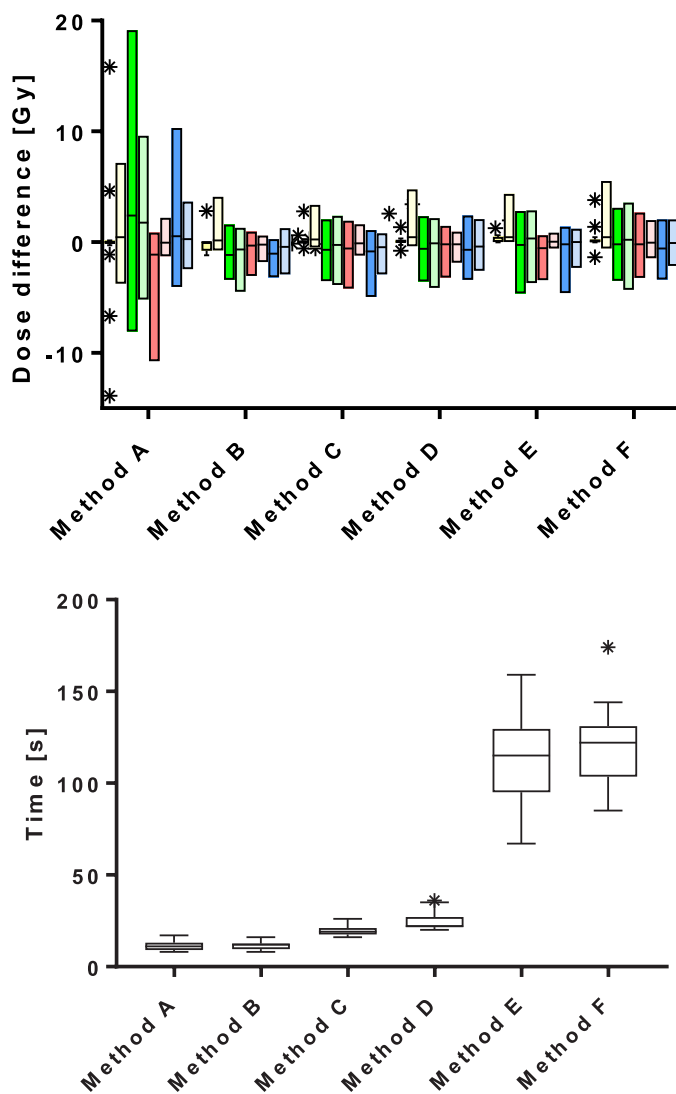 Dose difference [Gy]
20
10
0
-10
Method A
Method B
Method C
Method D
Method E
Method F
Time [s]
200
150
100
50
0
Method A
Method B
Method C
Method D
Method E
Method F